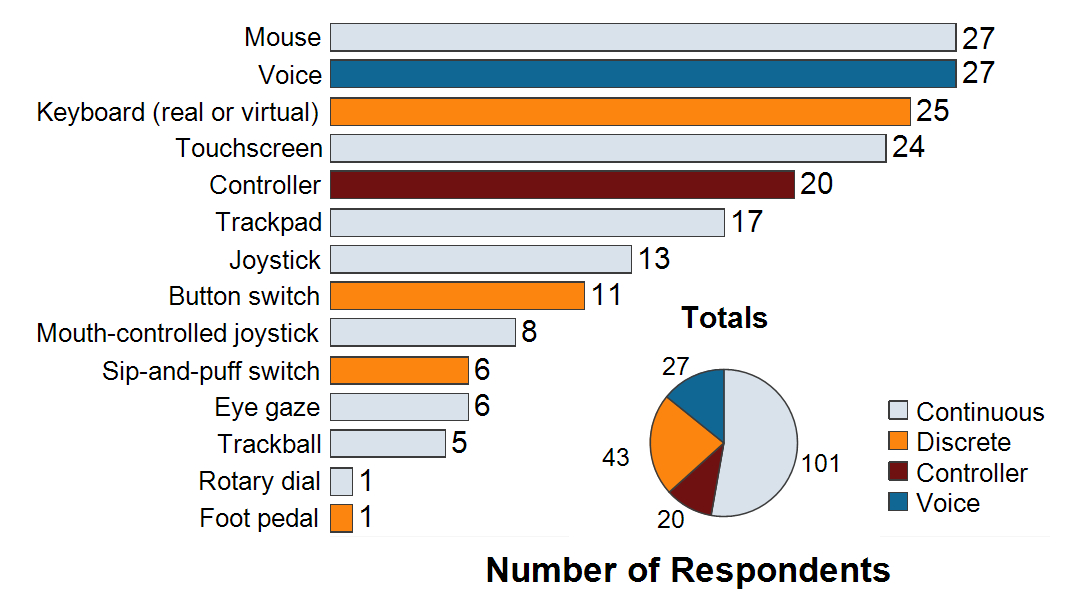 Mouse 27
Voice 27
Keyboard (real or virtual) 25
Touchscreen 24
Controller 20
Trackpad 17
Joystick 13
Button switch 11
Mouth-controlled joystick 8
Sip-and-puff switch 6
Eye gaze 6
Trackball 5
Rotary dial 1
Foot pedal 1
Totals
27
43
101
20
Continuous
Discrete
Controller
Voice
Number of Respondents